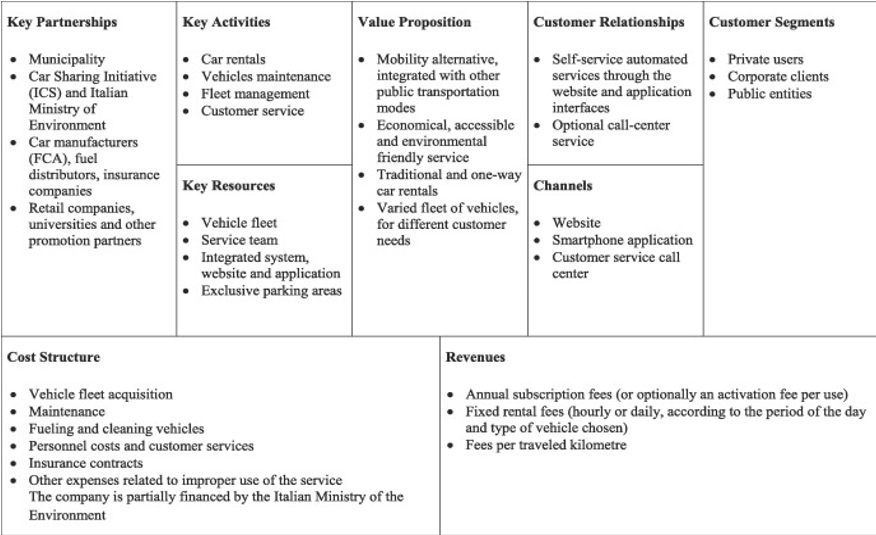 Key Partnerships
• Municipality
• Car Sharing Initiative
(ICS) and Italian
Ministry of
Environment
• Car manufacturers
(FCA), fuel
distributors, insurance
companies
• Retail companies,
universities and other
promotion partners
Key Activities
• Car rentals
• Vehicles maintenance
• Fleet management
• Customer service
Key Resources
• Vehicle fleet
• Service team
• Integrated system,
website and application
• Exclusive parking areas
Value Proposition
• Mobility alternative,
integrated with other
public transportation
modes
• Economical, accessible
and environmental
friendly service
• Traditional and one-way
car rentals
• Varied fleet of vehicles,
for different customer
needs
Customer Relationships
• Self-service automated
services through the
website and application
interfaces
• Optional call-center
service
Channels
• Website
• Smartphone application
• Customer service call
center
Customer Segments
• Private users
• Corporate clients
• Public entities
Cost Structure
• Vehicle fleet acquisition
• Maintenance
• Fueling and cleaning vehicles
• Personnel costs and customer services
• Insurance contracts
• Other expenses related to improper use of the service
The company is partially financed by the Italian Ministry of the
Environment
Revenues
• Annual subscription fees (or optionally an activation fee per use)
• Fixed rental fees (hourly or daily, according to the period of the day
and type of vehicle chosen)
• Fees per traveled kilometre